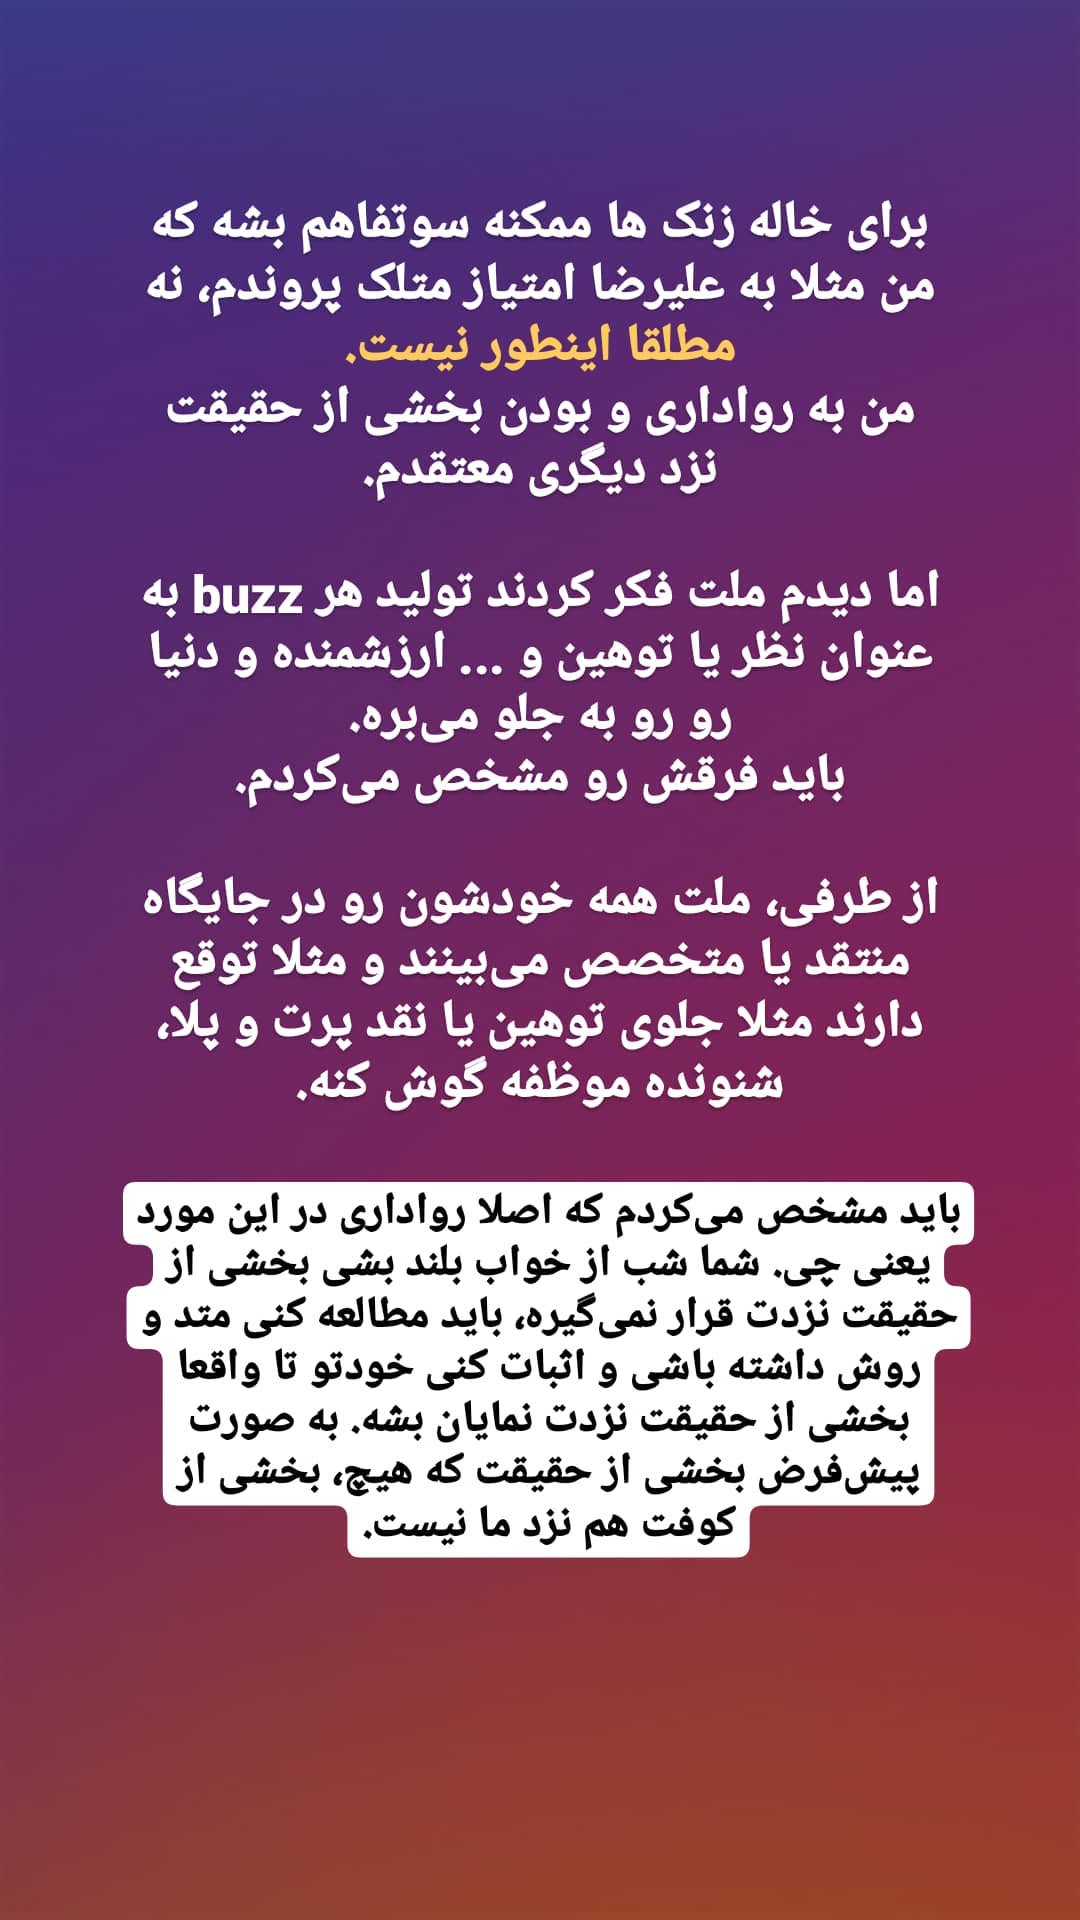 برای خاله زنک ها ممکنه سوتفاهم بشه که
من مثلا به علیرضا امتیاز متلک پروندم، نه
مطلقا اینطور نیست.
من به رواداری و بودن بخشی از حقیقت
نزد دیگری معتقدم.
اما دیدم ملت فکر کردند تولید هر buzz به
عنوان نظر یا توهین و ... ارزشمنده و دنیا
رو رو به جلو می‌بره.
باید فرقش رو مشخص می‌کردم.
از طرفی، ملت همه خودشون رو در جایگاه
منتقد یا متخصص می‌بینند و مثلا توقع
دارند مثلا جلوی توهین یا نقد پرت و پلا،
شنونده موظفه گوش کنه.
باید مشخص می‌کردم که اصلا رواداری در این مورد
یعنی چی. شما شب از خواب بلند بشی بخشی از
حقیقت نزدت قرار نمی‌گیره، باید مطالعه کنی متد و
روش داشته باشی و اثبات کنی خودتو تا واقعا
بخشی از حقیقت نزدت نمایان بشه. به صورت
پیش‌فرض بخشی از حقیقت که هیچ، بخشی از
کوفت هم نزد ما نیست.